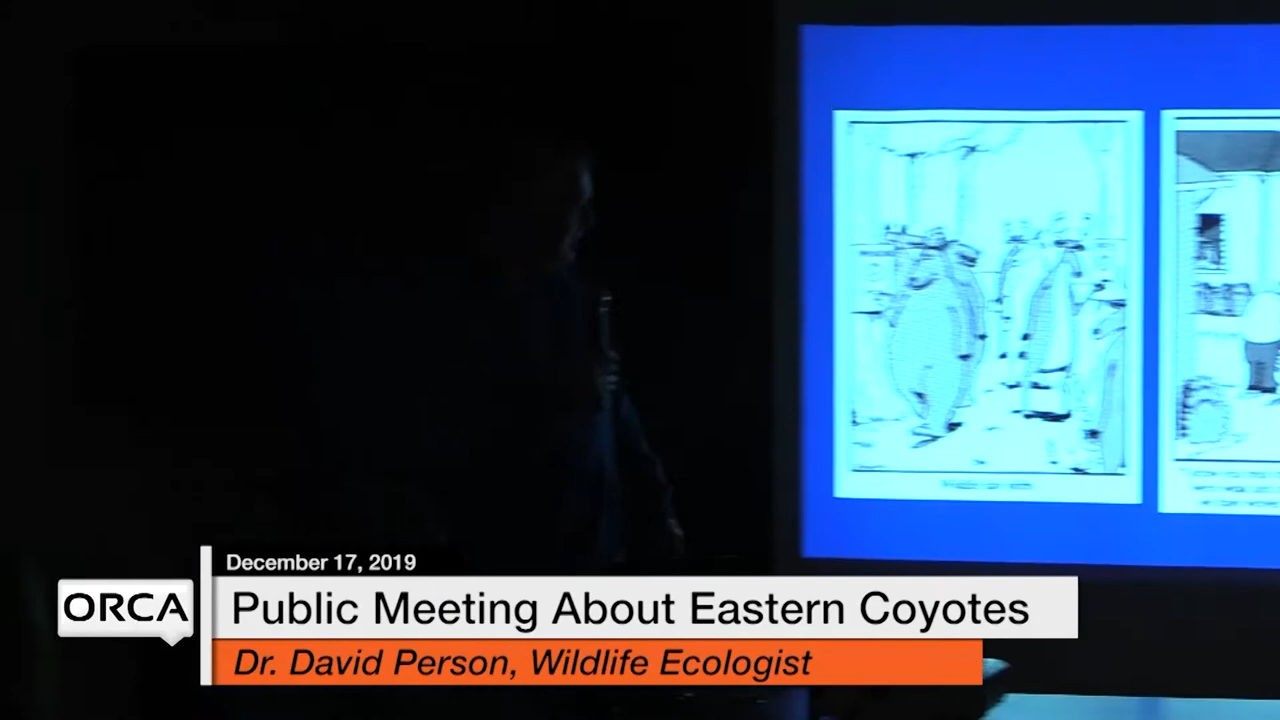 December 17, 2019
ORCA
Public Meeting About Eastern Coyotes
Dr. David Person, Wildlife Ecologist